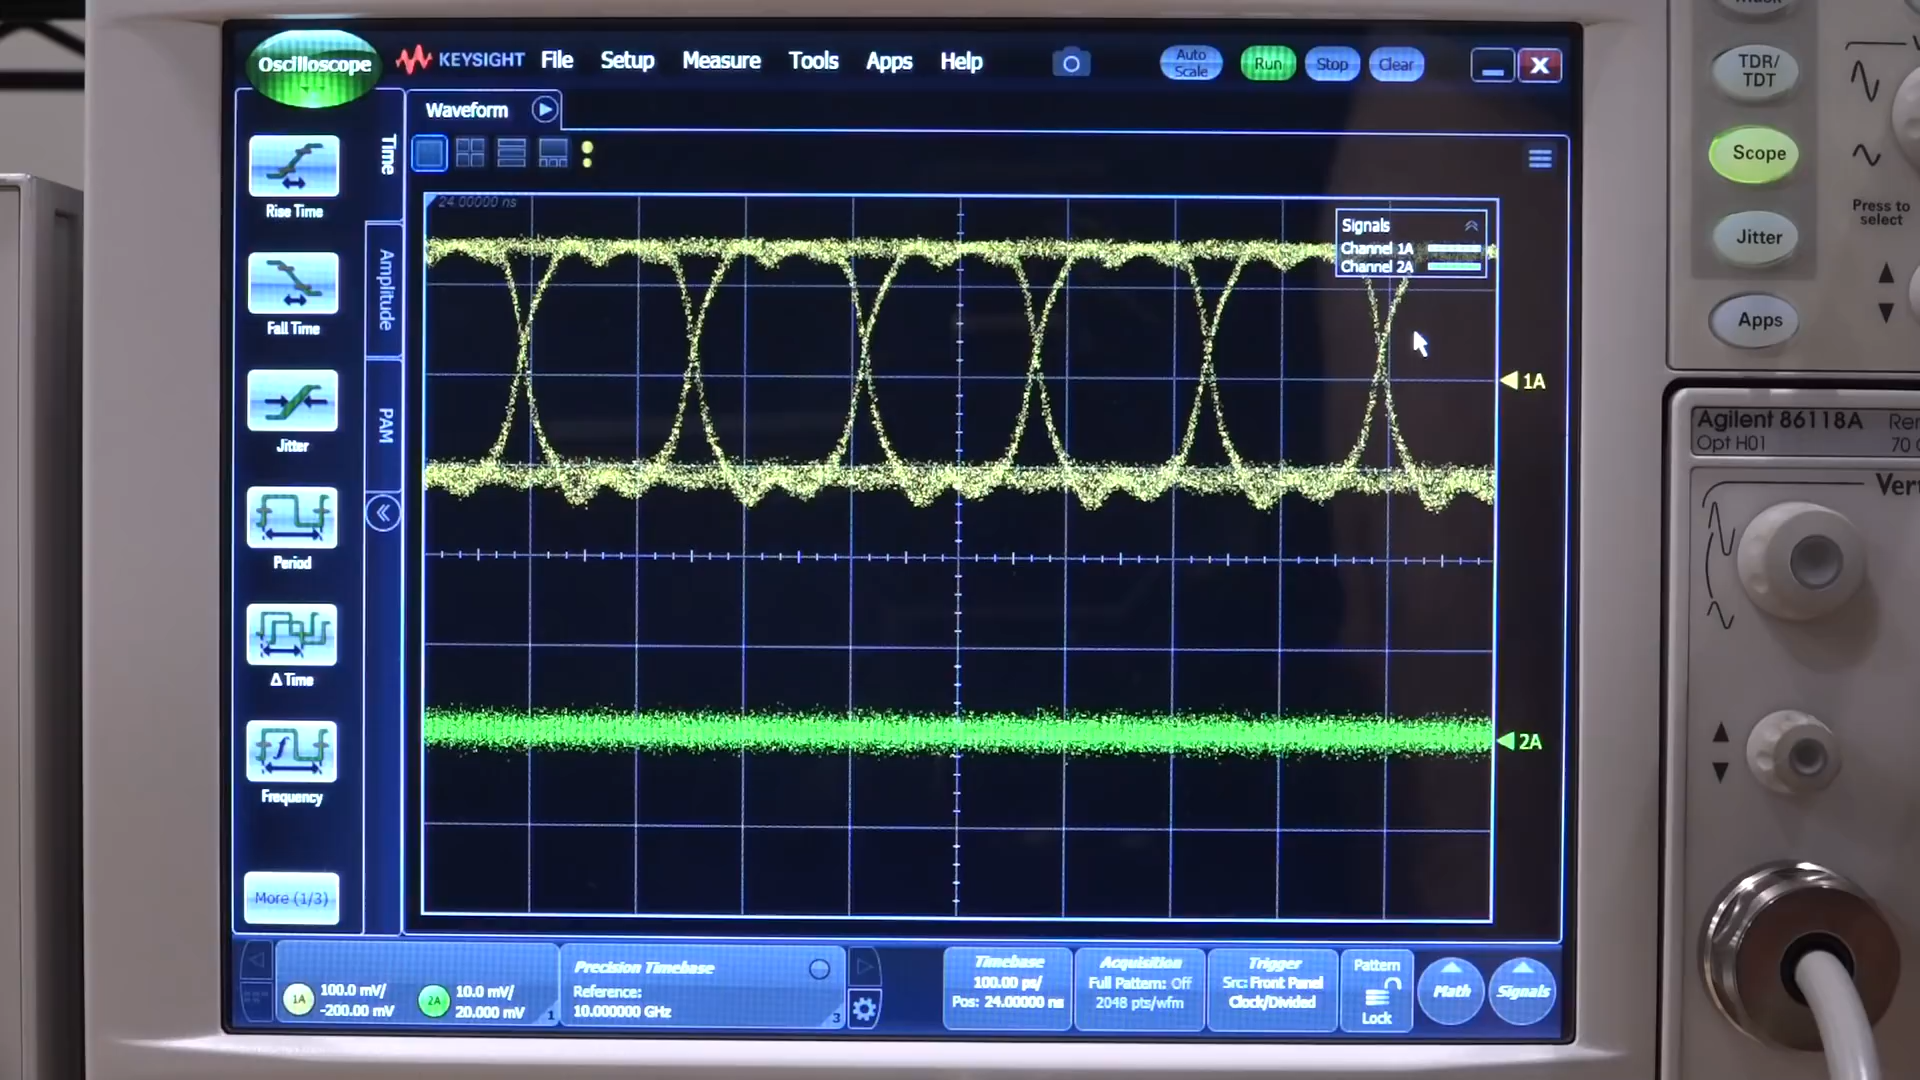 Oscilloscope
KEYSIGHT
File Setup Measure Tools Apps Help
Auto Scale
Run
Stop
Clear
X
Waveform
Time
Amplitude
PAM
Rise Time
Fall Time
Jitter
Period
Δ Time
f
Frequency
More (1/3)
24.00000 ns
Signals
Channel 1A
Channel 2A
1A
2A
1A
100.0 mV/
-200.00 mV
2A
10.0 mV/
20.000 mV
1
Precision Timebase
Reference:
10.000000 GHz
3
Timebase
100.00 ps/
Pos: 24.00000 ns
Acquisition
Full Pattern: Off
2048 pts/wfm
Trigger
Src: Front Panel
Clock/Divided
Pattern
Lock
Math
Signals
TDR/
TDT
Scope
Jitter
Apps
Press to
select
Agilent 86118A
Opt H01
70